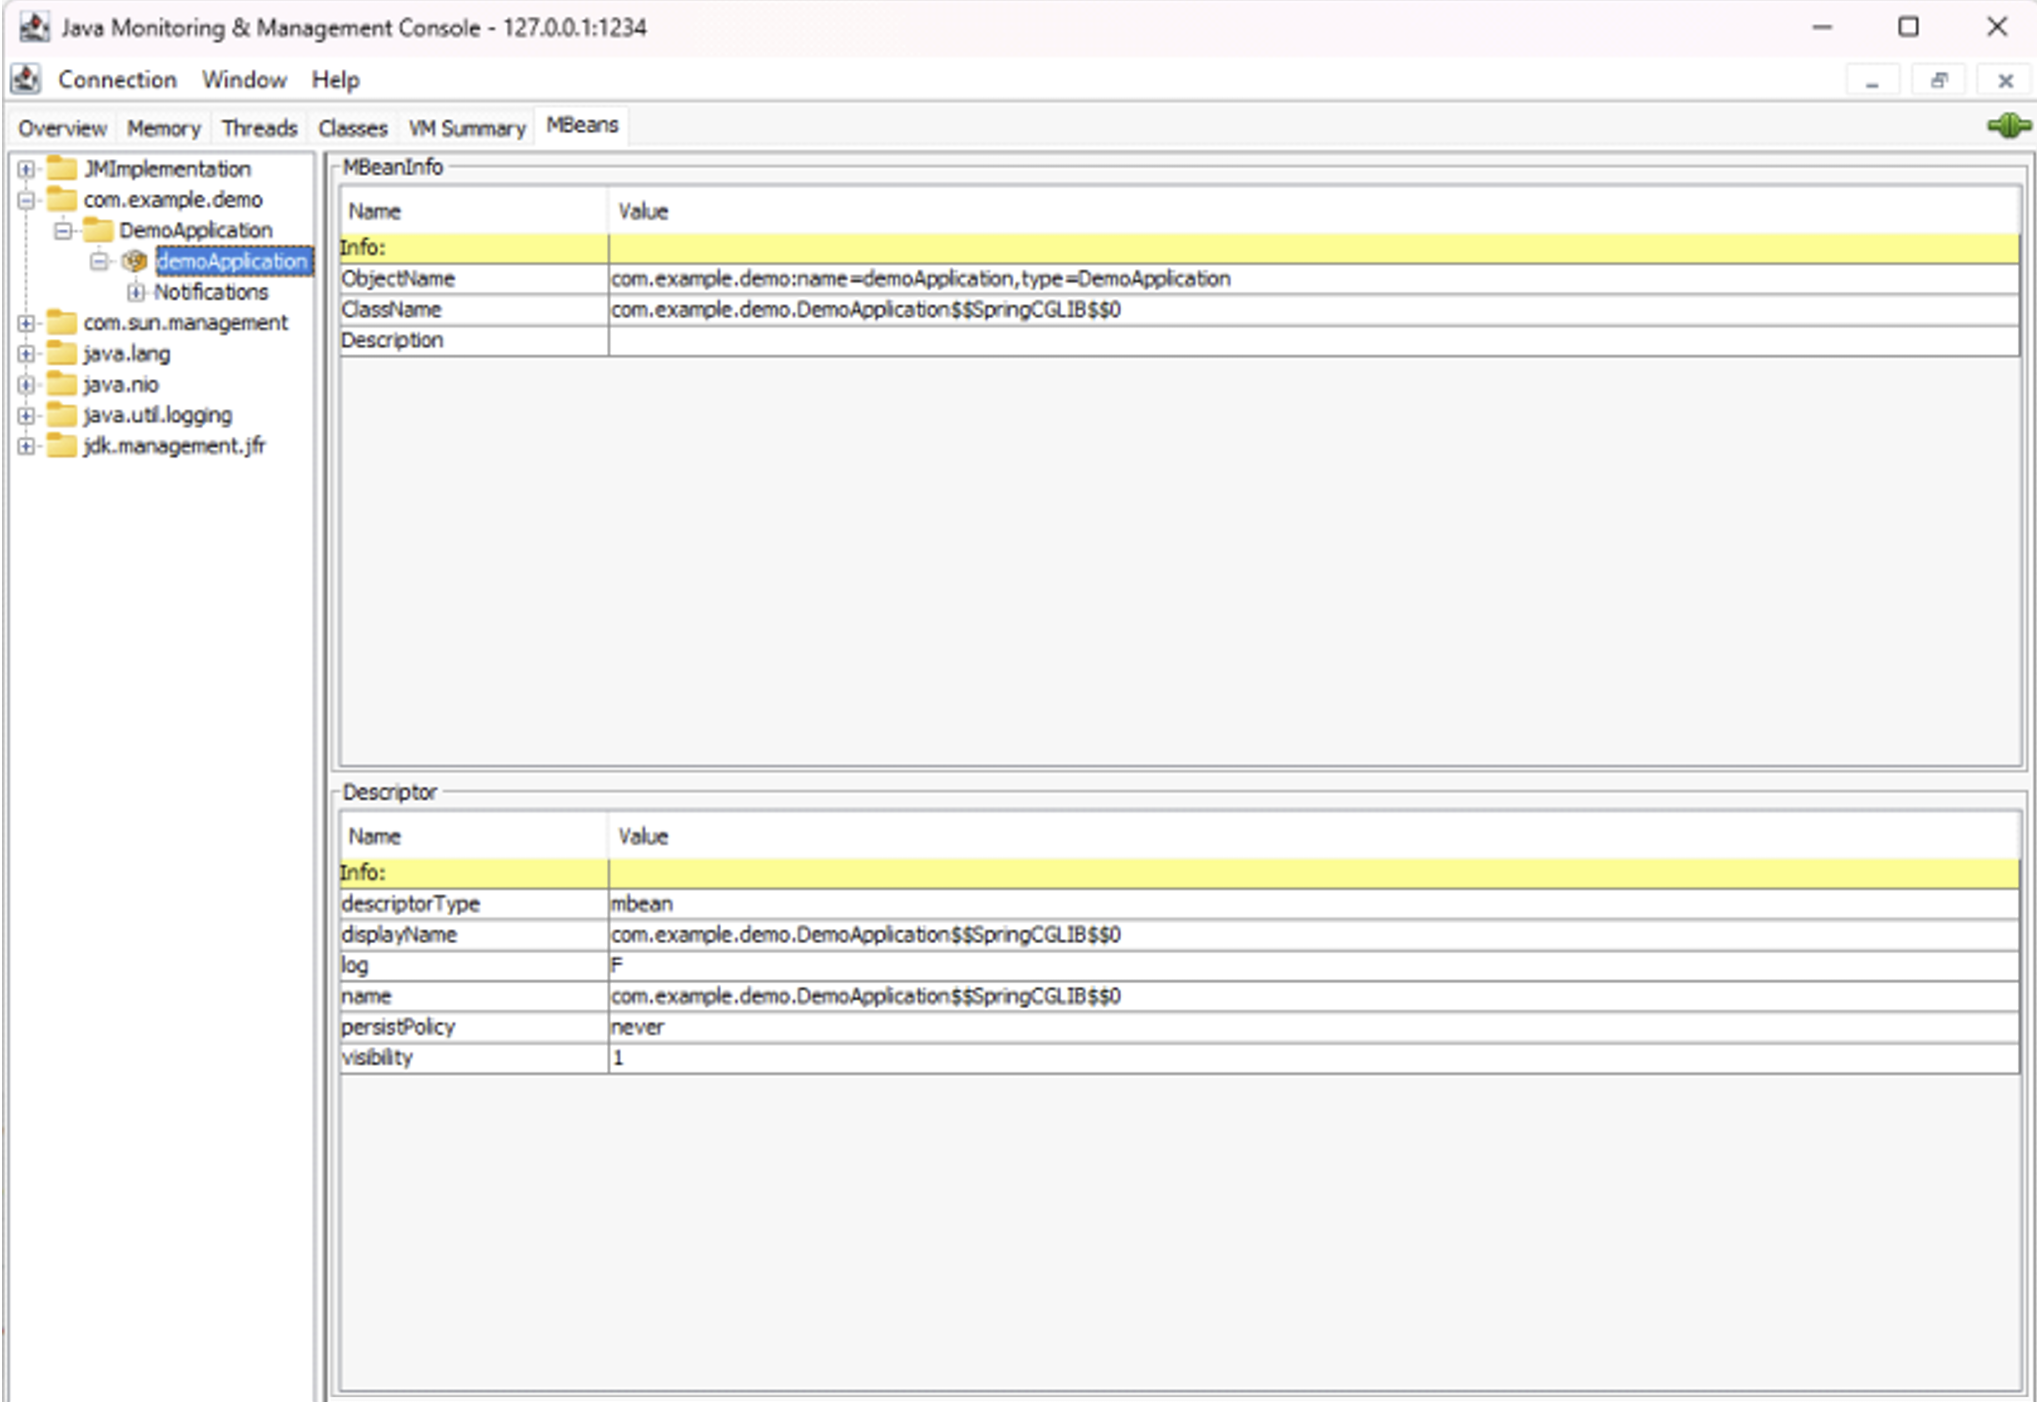 Java Monitoring & Management Console - 127.0.0.1:1234
Connection Window Help
Overview Memory Threads Classes VM Summary MBeans
JMImplementation
com.example.demo
DemoApplication
demoApplication
Notifications
com.sun.management
java.lang
java.nio
java.util.logging
jdk.management.jfr
MBeanInfo
Name Value
Info:
ObjectName com.example.demo:name=demoApplication,type=DemoApplication
ClassName com.example.demo.DemoApplication$$SpringCGLIB$$0
Description
Descriptor
Name Value
Info:
descriptorType mbean
displayName com.example.demo.DemoApplication$$SpringCGLIB$$0
log F
name com.example.demo.DemoApplication$$SpringCGLIB$$0
persistPolicy never
visibility 1